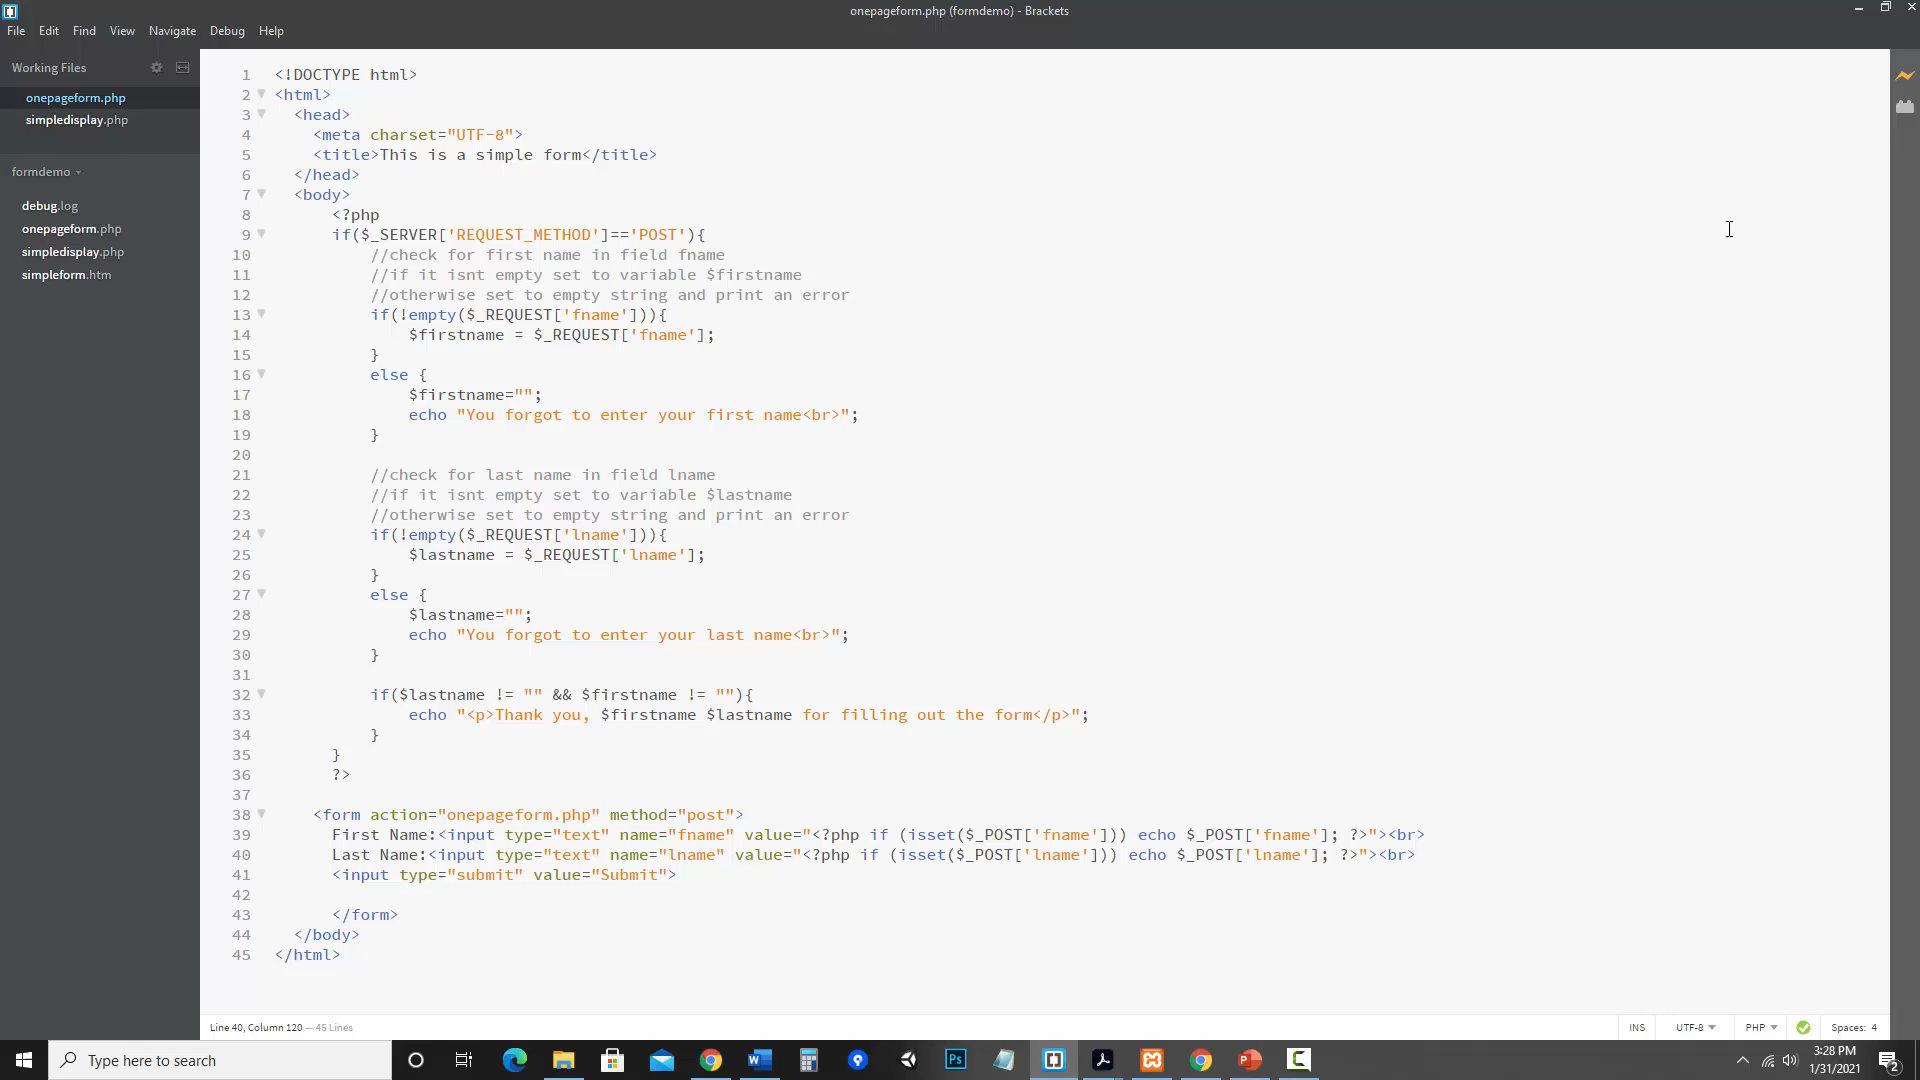 onepageform.php (formdemo) - Brackets
File Edit Find View Navigate Debug Help
Working Files
onepageform.php
simpledisplay.php
formdemo
debug.log
onepageform.php
simpledisplay.php
simpleform.htm
1 <!DOCTYPE html>
2 <html>
3 <head>
4 <meta charset="UTF-8">
5 <title>This is a simple form</title>
6 </head>
7 <body>
8 <?php
9 if($_SERVER['REQUEST_METHOD']=='POST'){
10 //check for first name in field fname
11 //if it isnt empty set to variable $firstname
12 //otherwise set to empty string and print an error
13 if(!empty($_REQUEST['fname'])){
14 $firstname = $_REQUEST['fname'];
15 }
16 else {
17 $firstname="";
18 echo "You forgot to enter your first name<br>";
19 }
20
21 //check for last name in field lname
22 //if it isnt empty set to variable $lastname
23 //otherwise set to empty string and print an error
24 if(!empty($_REQUEST['lname'])){
25 $lastname = $_REQUEST['lname'];
26 }
27 else {
28 $lastname="";
29 echo "You forgot to enter your last name<br>";
30 }
31
32 if($lastname != "" && $firstname != ""){
33 echo "<p>Thank you, $firstname $lastname for filling out the form</p>";
34 }
35 }
36 ?>
37
38 <form action="onepageform.php" method="post">
39 First Name:<input type="text" name="fname" value="<?php if (isset($_POST['fname'])) echo $_POST['fname']; ?>"><br>
40 Last Name:<input type="text" name="lname" value="<?php if (isset($_POST['lname'])) echo $_POST['lname']; ?>"><br>
41 <input type="submit" value="Submit">
42
43 </form>
44 </body>
45 </html>
Line 40, Column 120 — 45 Lines
INS UTF-8 PHP Spaces: 4
Type here to search
W
Ps
P
C
3:28 PM
1/31/2021
2